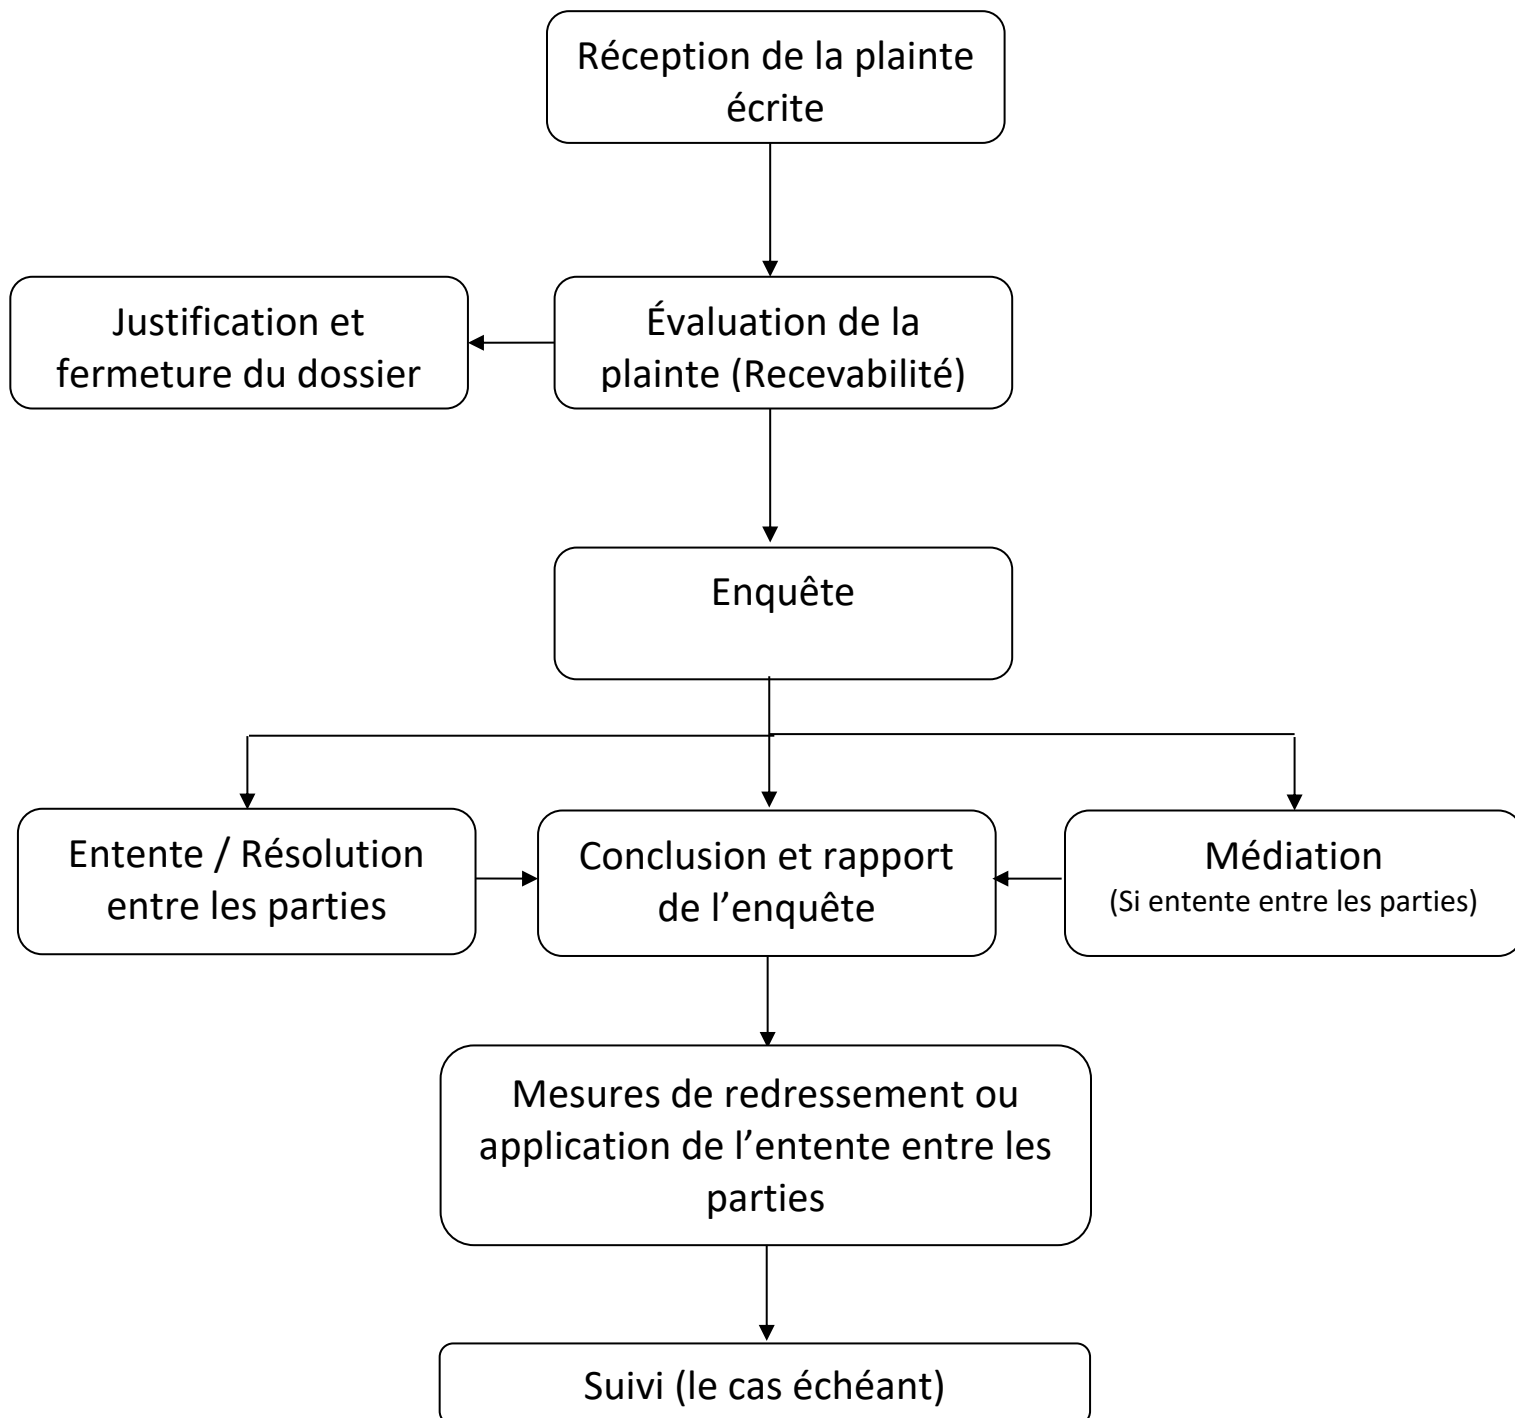 Réception de la plainte
écrite
Justification et
fermeture du dossier
Évaluation de la
plainte (Recevabilité)
Enquête
Entente / Résolution
entre les parties
Conclusion et rapport
de l’enquête
Médiation
(Si entente entre les parties)
Mesures de redressement ou
application de l’entente entre les
parties
Suivi (le cas échéant)